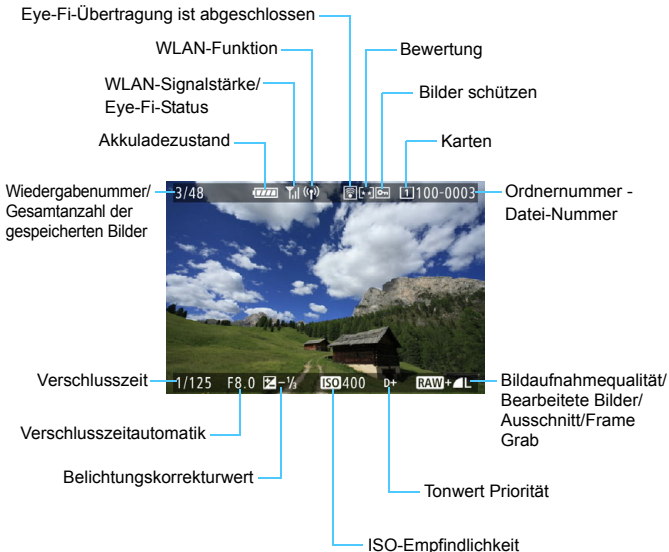 Eye-Fi-Übertragung ist abgeschlossen
WLAN-Funktion
Bewertung
WLAN-Signalstärke/
Eye-Fi-Status
Bilder schützen
Akkuladezustand
Karten
Wiedergabenummer/
Gesamtanzahl der
gespeicherten Bilder
3/48
1 100-0003
Ordnernummer -
Datei-Nummer
Verschlusszeit
1/125 F8.0 -1/3 ISO 400 D+ RAW+L
Bildaufnahmequalität/
Bearbeitete Bilder/
Ausschnitt/Frame
Grab
Verschlusszeitautomatik
Belichtungskorrekturwert
Tonwert Priorität
ISO-Empfindlichkeit